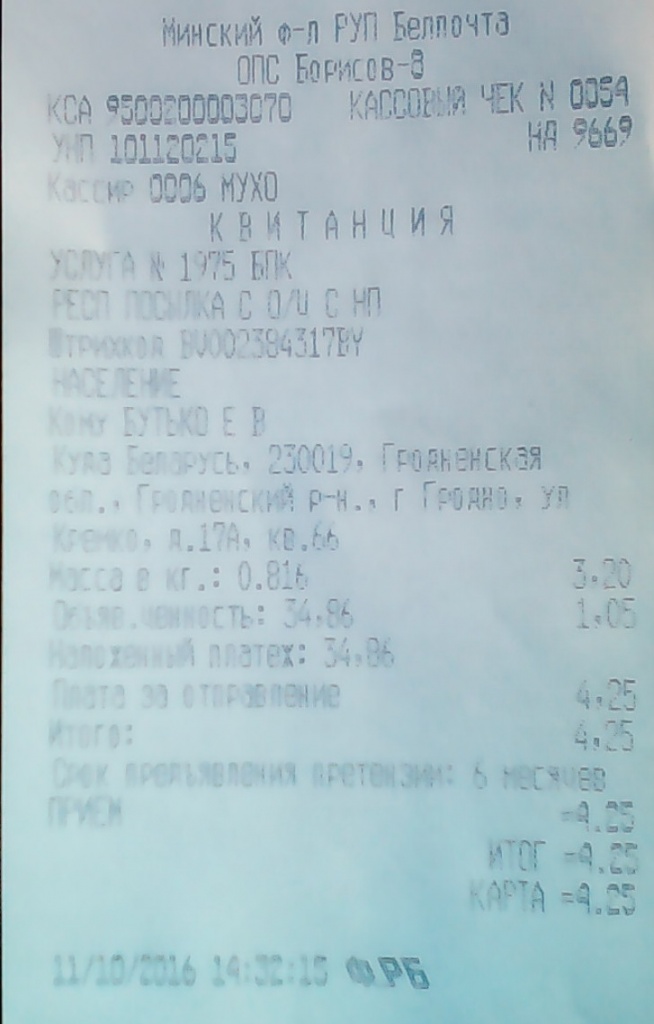 Минский ф-л РУП Белпочта
ОПС Борисов-8
КСА 9500200003070 КАССОВЫЙ ЧЕК N 0054
УНП 101120215 НА 9669
Кассир 0006 МУХО
КВИТАНЦИЯ
УСЛУГА № 1975 БПК
РЕСП ПОСЫЛКА С О/Ц С НП
Штрихкод BV002384317BY
НАСЕЛЕНИЕ
Кому БУТЬКО Е В
Куда Беларусь, 230019, Гродненская
обл., Гродненский р-н., г Гродно, ул
Кремко, д.17А, кв.66
Масса в кг.: 0.816 3.20
Объяв.ценность: 34.86 1.05
Наложенный платеж: 34.86
Плата за отправление 4.25
Итого: 4.25
Срок предъявления претензии: 6 месяцев
ПРИЕМ =4.25
ИТОГ =4.25
КАРТА =4.25
11/10/2016 14:32:15 ФРБ